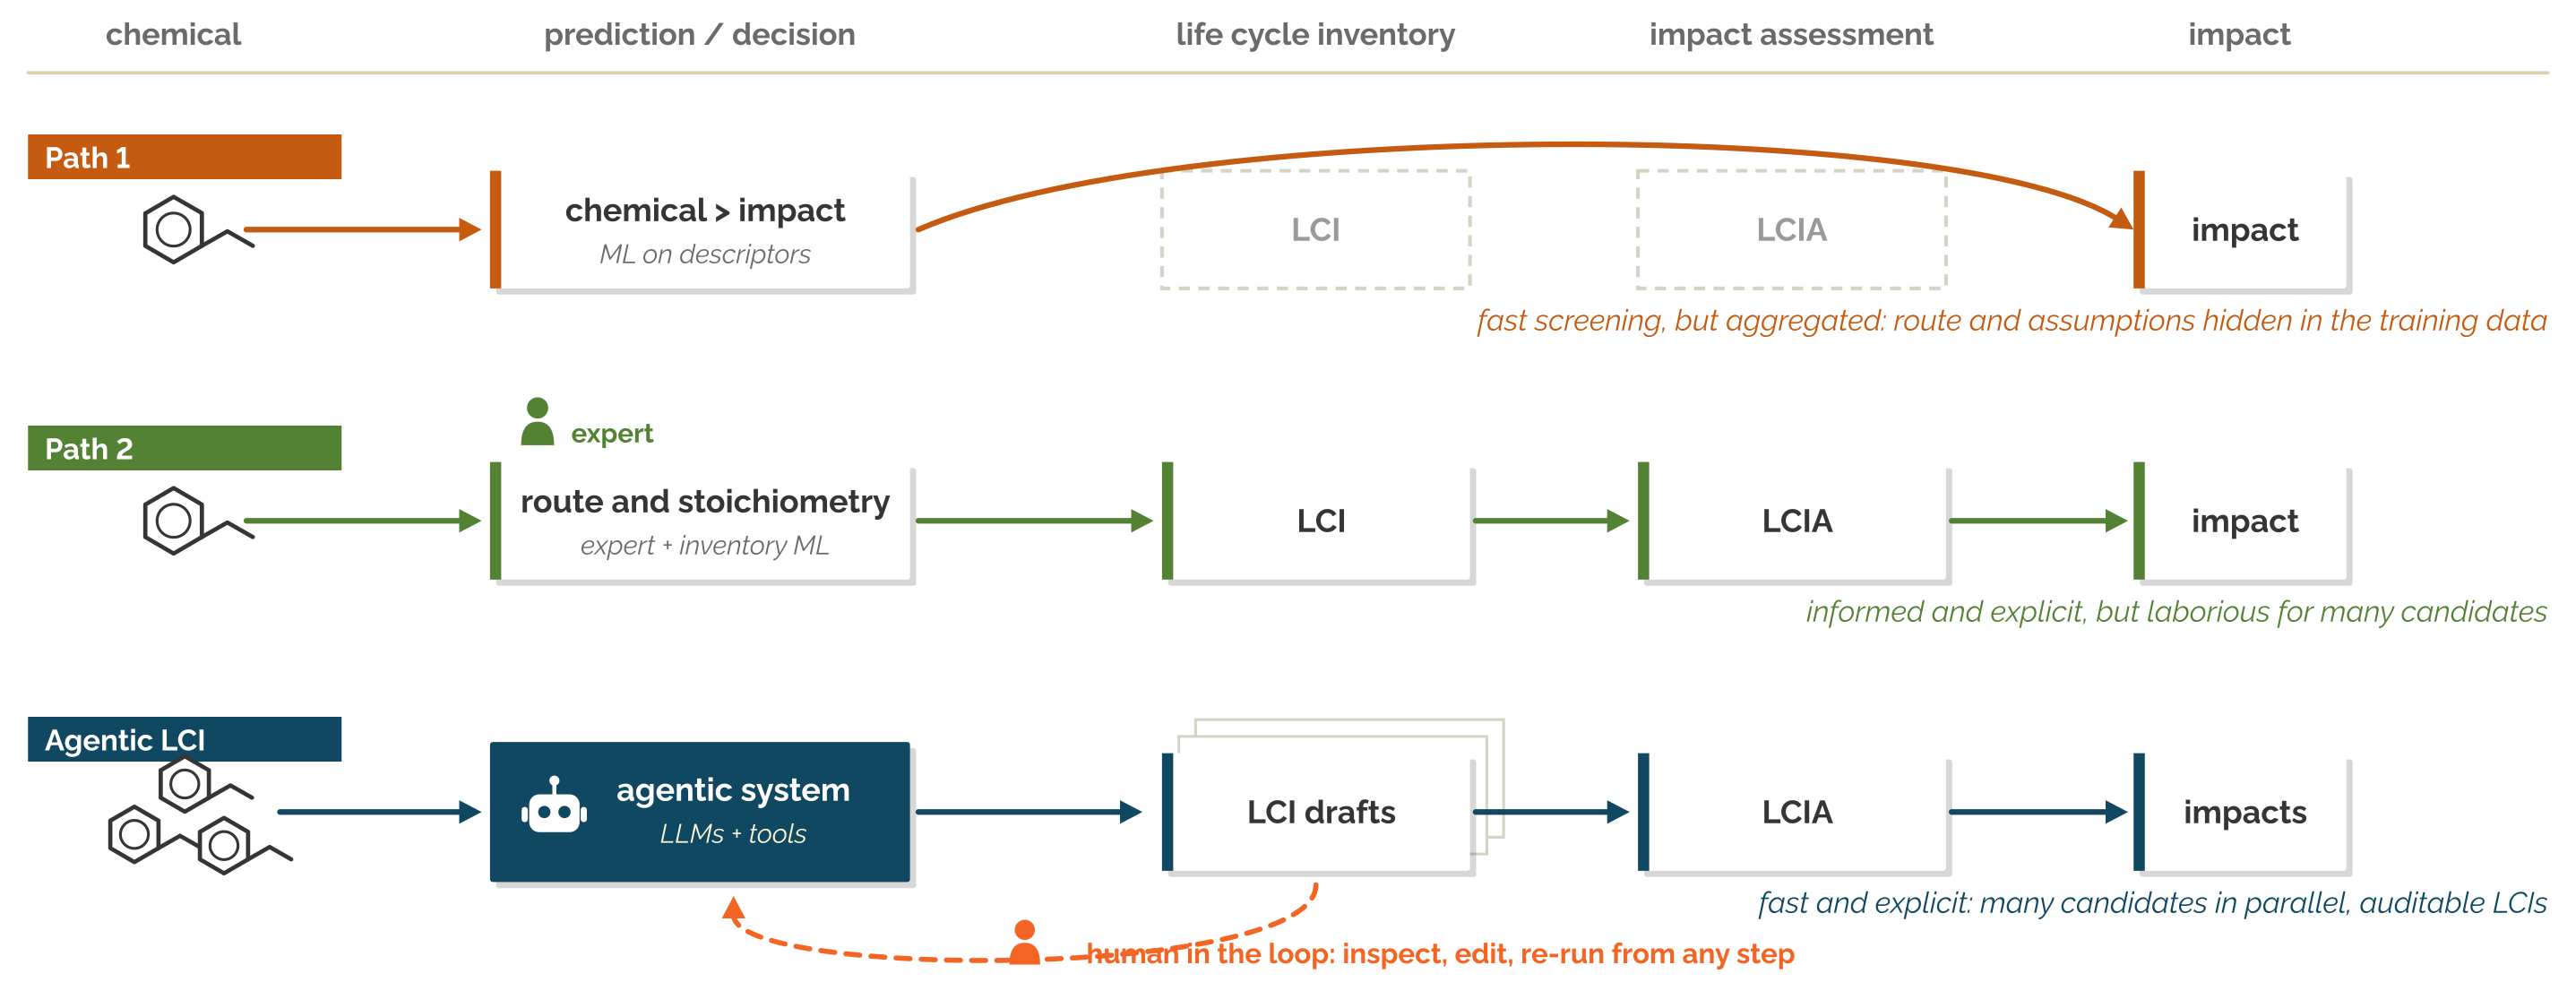 chemical
prediction / decision
life cycle inventory
impact assessment
impact
Path 1
chemical > impact
ML on descriptors
LCI
LCIA
impact
fast screening, but aggregated: route and assumptions hidden in the training data
Path 2
expert
route and stoichiometry
expert + inventory ML
LCI
LCIA
impact
informed and explicit, but laborious for many candidates
Agentic LCI
agentic system
LLMs + tools
LCI drafts
LCIA
impacts
fast and explicit: many candidates in parallel, auditable LCIs
human in the loop: inspect, edit, re-run from any step